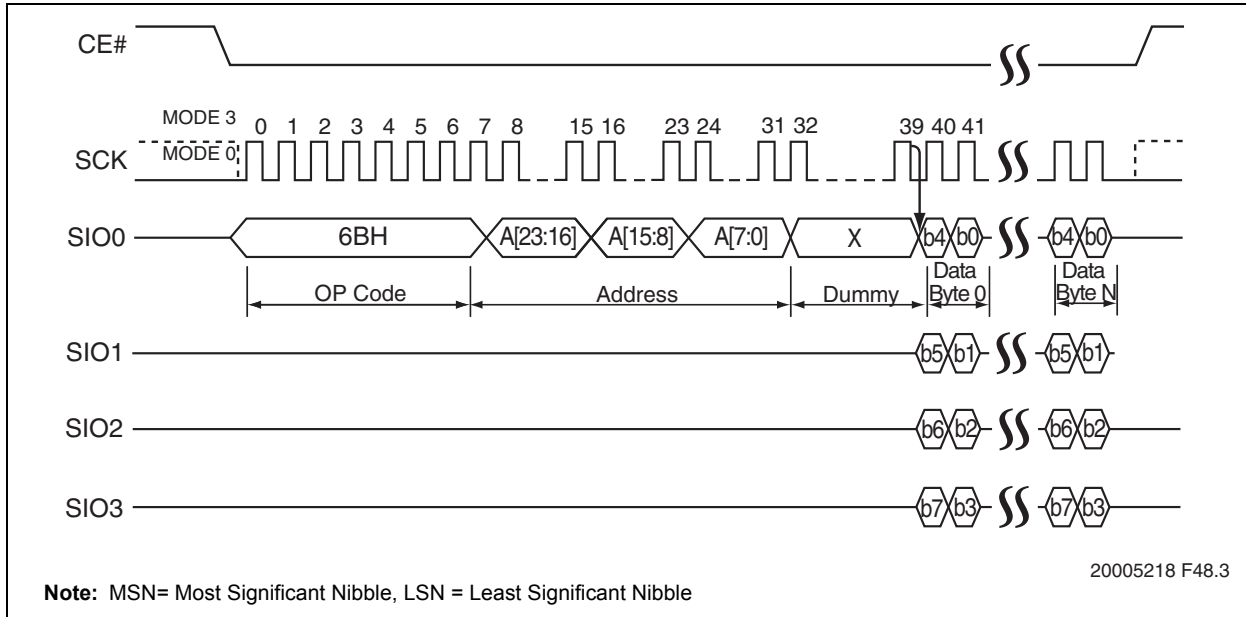 CE#
MODE 3
0 1 2 3 4 5 6 7 8 15 16 23 24 31 32 39 40 41
SCK MODE 0
SIO0 6BH A[23:16] A[15:8] A[7:0] X b4 b0 b4 b0
OP Code Address Dummy Data Byte 0 Data Byte N
SIO1 b5 b1 b5 b1
SIO2 b6 b2 b6 b2
SIO3 b7 b3 b7 b3
20005218 F48.3
Note: MSN= Most Significant Nibble, LSN = Least Significant Nibble